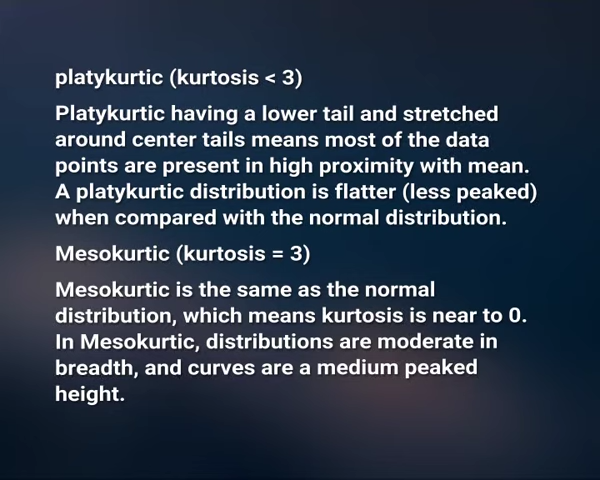 platykurtic (kurtosis < 3)
Platykurtic having a lower tail and stretched
around center tails means most of the data
points are present in high proximity with mean.
A platykurtic distribution is flatter (less peaked)
when compared with the normal distribution.
Mesokurtic (kurtosis = 3)
Mesokurtic is the same as the normal
distribution, which means kurtosis is near to 0.
In Mesokurtic, distributions are moderate in
breadth, and curves are a medium peaked
height.